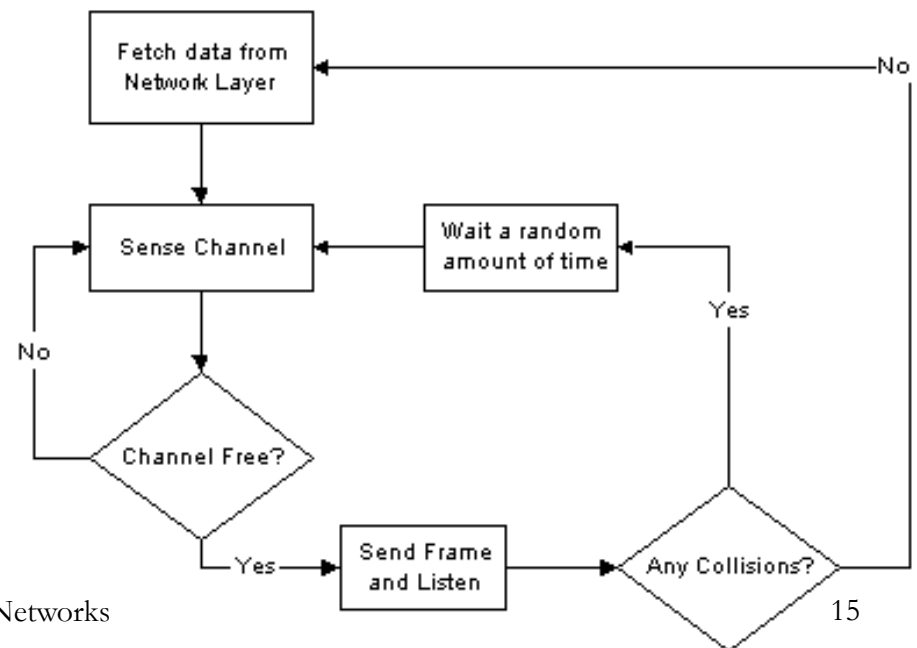 Fetch data from
Network Layer
No
Sense Channel
Wait a random
amount of time
No
Yes
Channel Free?
Yes
Send Frame
and Listen
Any Collisions?
Networks
15